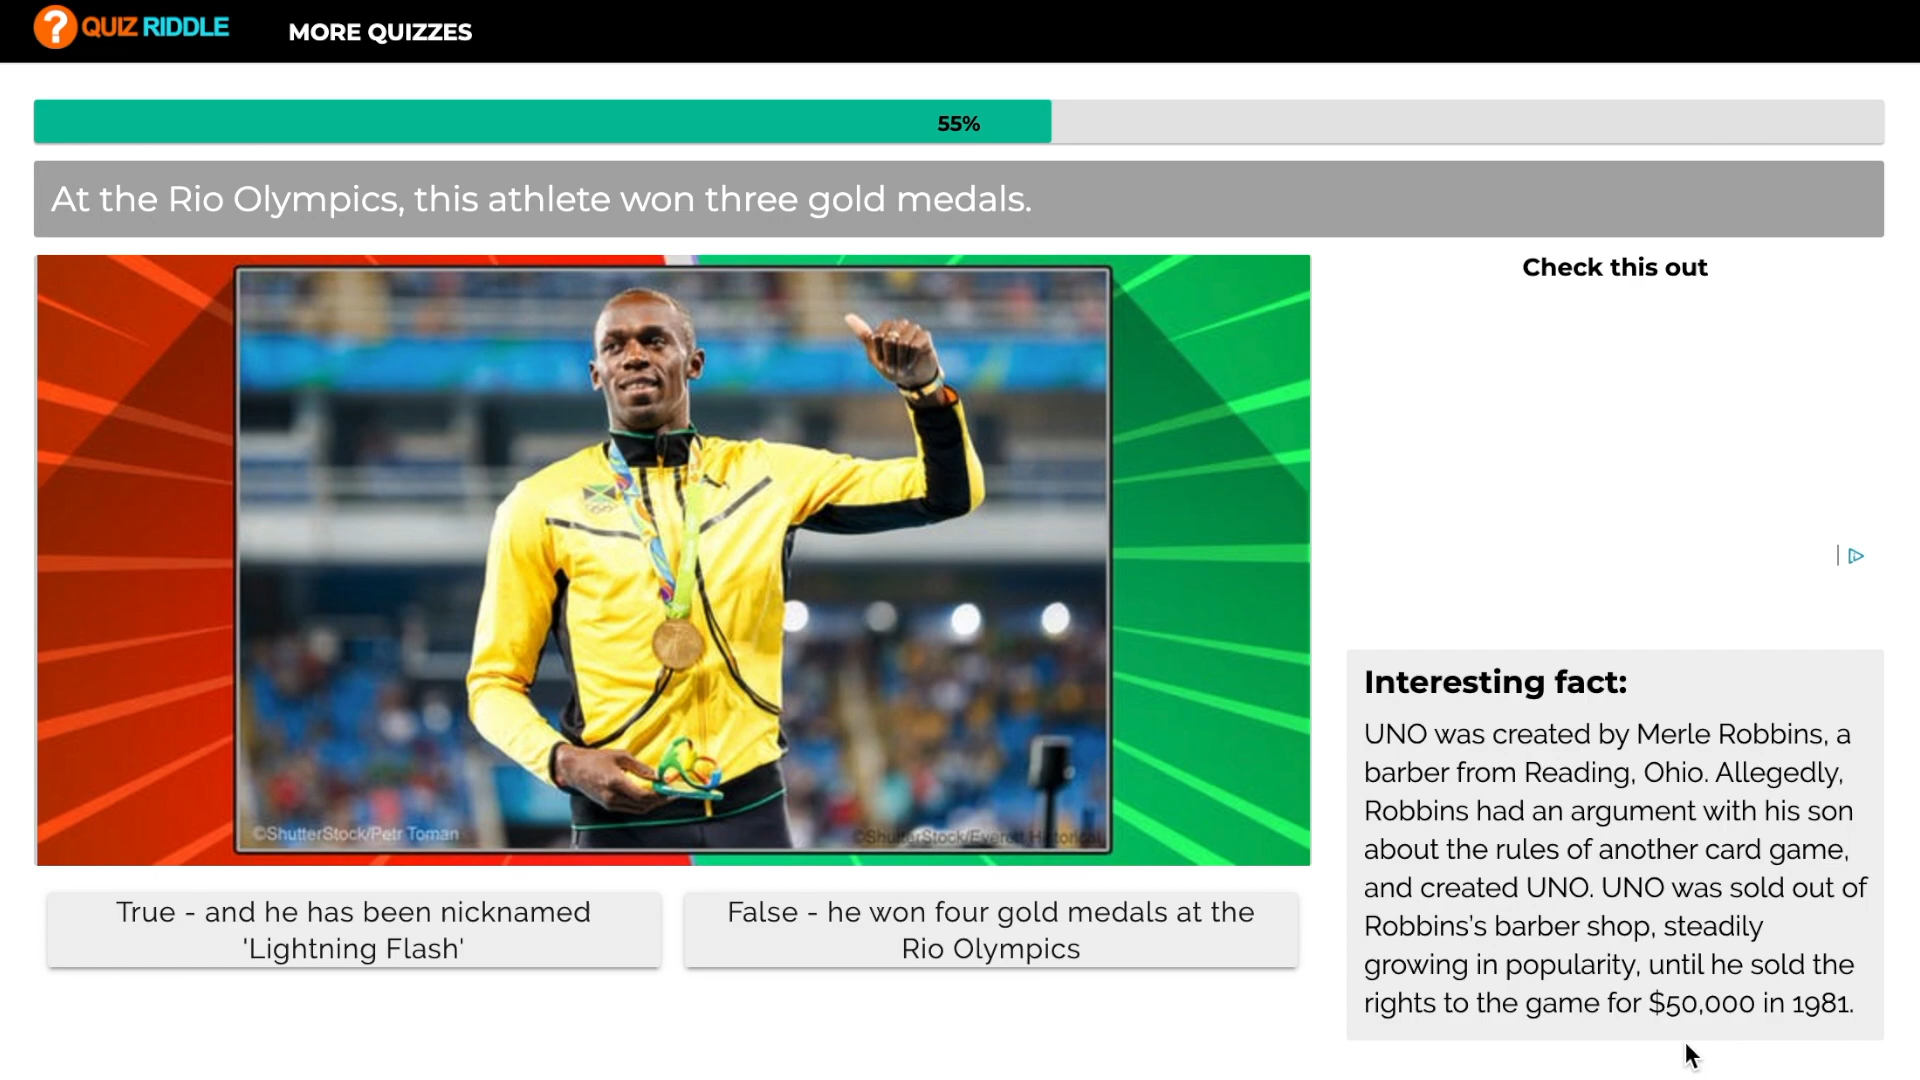 ? QUIZ RIDDLE
MORE QUIZZES
55%
At the Rio Olympics, this athlete won three gold medals.
Check this out
©ShutterStock/Petr Toman
©ShutterStock/Everett Historical
True - and he has been nicknamed
'Lightning Flash'
False - he won four gold medals at the
Rio Olympics
Interesting fact:
UNO was created by Merle Robbins, a
barber from Reading, Ohio. Allegedly,
Robbins had an argument with his son
about the rules of another card game,
and created UNO. UNO was sold out of
Robbins’s barber shop, steadily
growing in popularity, until he sold the
rights to the game for $50,000 in 1981.